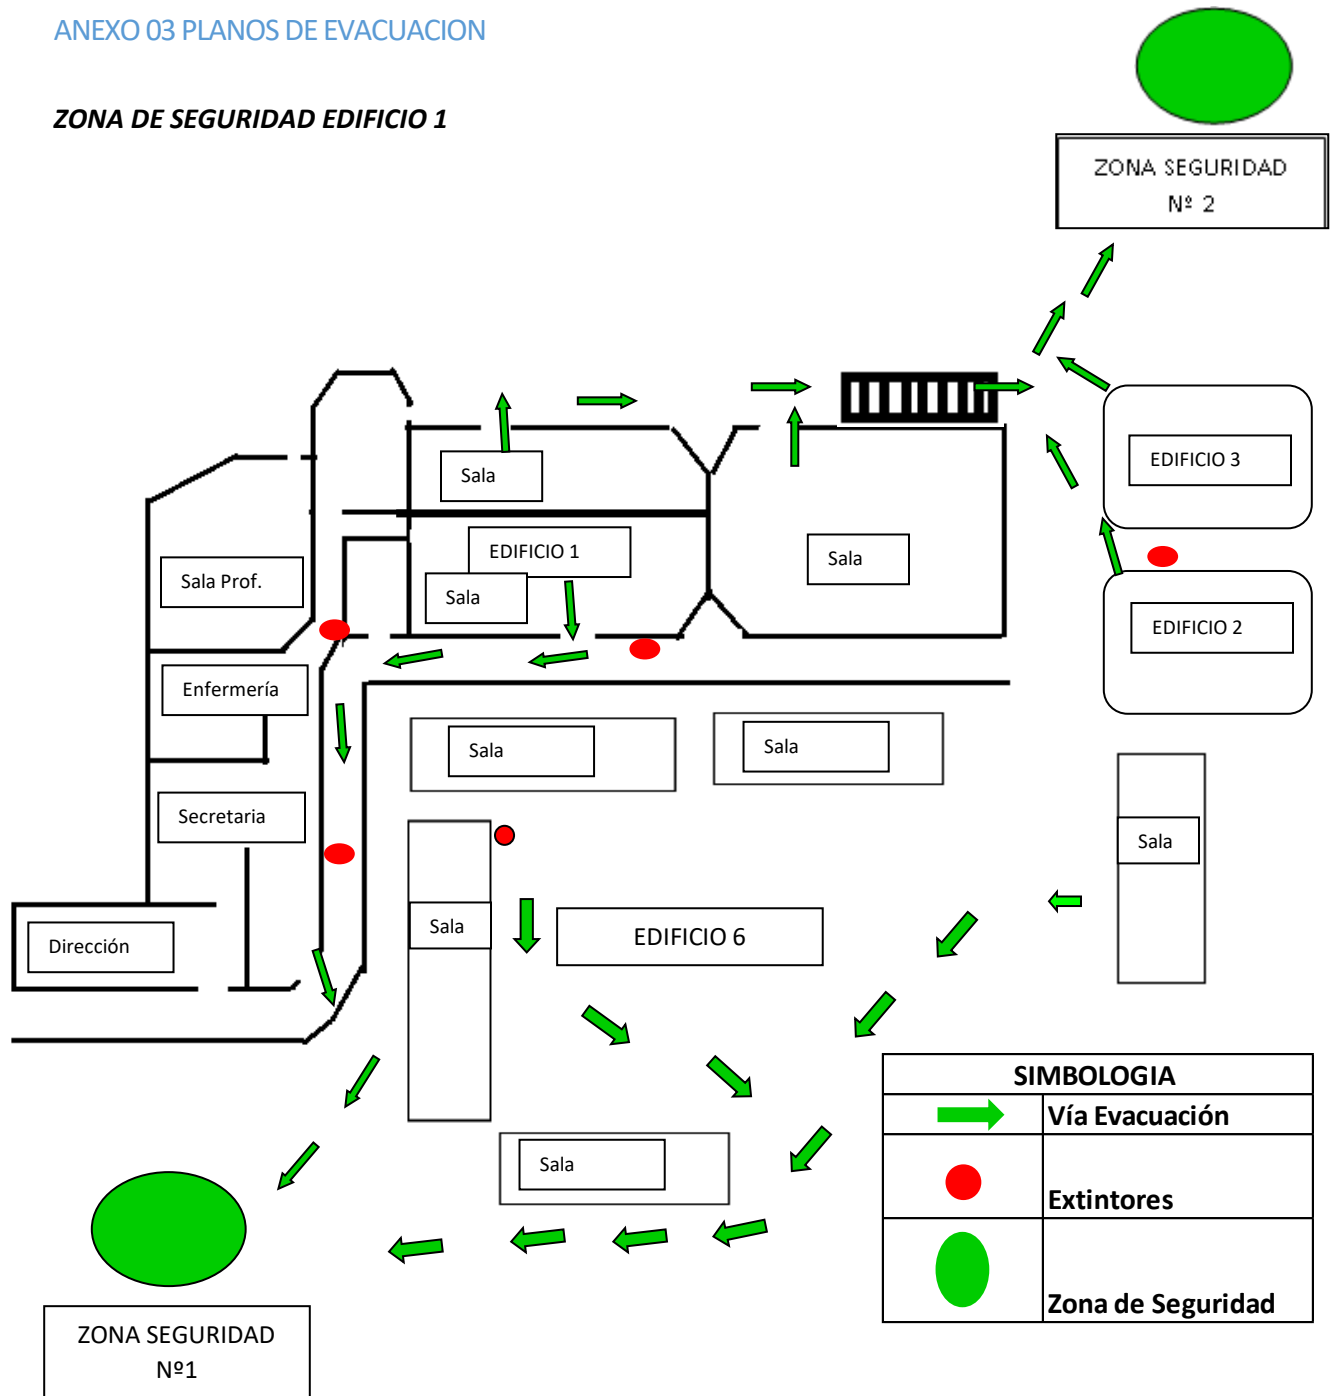 ANEXO 03 PLANOS DE EVACUACION
ZONA DE SEGURIDAD EDIFICIO 1
ZONA SEGURIDAD
Nº 2
EDIFICIO 3
Sala
EDIFICIO 1
Sala
Sala
Sala Prof.
EDIFICIO 2
Enfermería
Sala
Sala
Secretaria
Sala
Sala
EDIFICIO 6
Dirección
SIMBOLOGIA
Vía Evacuación
Extintores
Zona de Seguridad
Sala
ZONA SEGURIDAD
Nº1